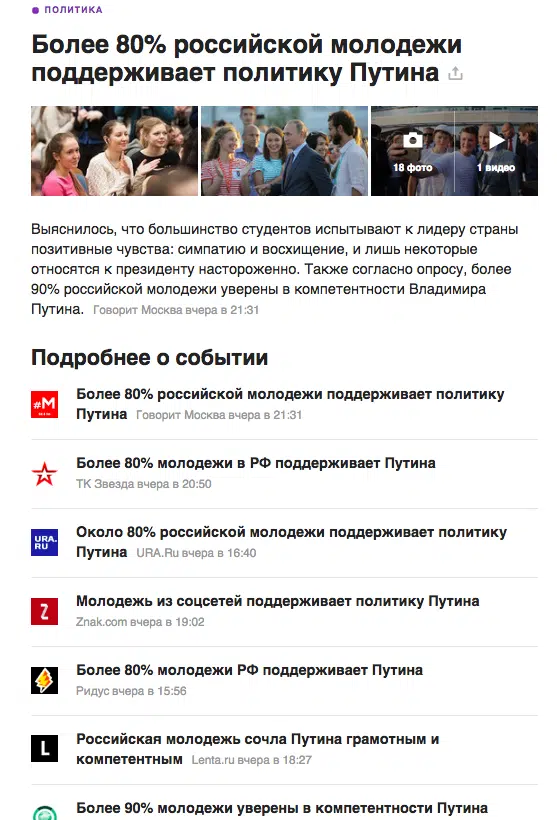 ПОЛИТИКА
Более 80% российской молодежи
поддерживает политику Путина
18 фото
1 видео
Выяснилось, что большинство студентов испытывают к лидеру страны
позитивные чувства: симпатию и восхищение, и лишь некоторые
относятся к президенту настороженно. Также согласно опросу, более
90% российской молодежи уверены в компетентности Владимира
Путина. Говорит Москва вчера в 21:31
Подробнее о событии
#М
Более 80% российской молодежи поддерживает политику
Путина Говорит Москва вчера в 21:31
Более 80% молодежи в РФ поддерживает Путина
ТК Звезда вчера в 20:50
URA.
RU
Около 80% российской молодежи поддерживает политику
Путина URA.Ru вчера в 16:40
Z
Молодежь из соцсетей поддерживает политику Путина
Znak.com вчера в 19:02
Более 80% молодежи РФ поддерживает Путина
Ридус вчера в 15:56
L
Российская молодежь сочла Путина грамотным и
компетентным Lenta.ru вчера в 18:27
Более 90% молодежи уверены в компетентности Путина